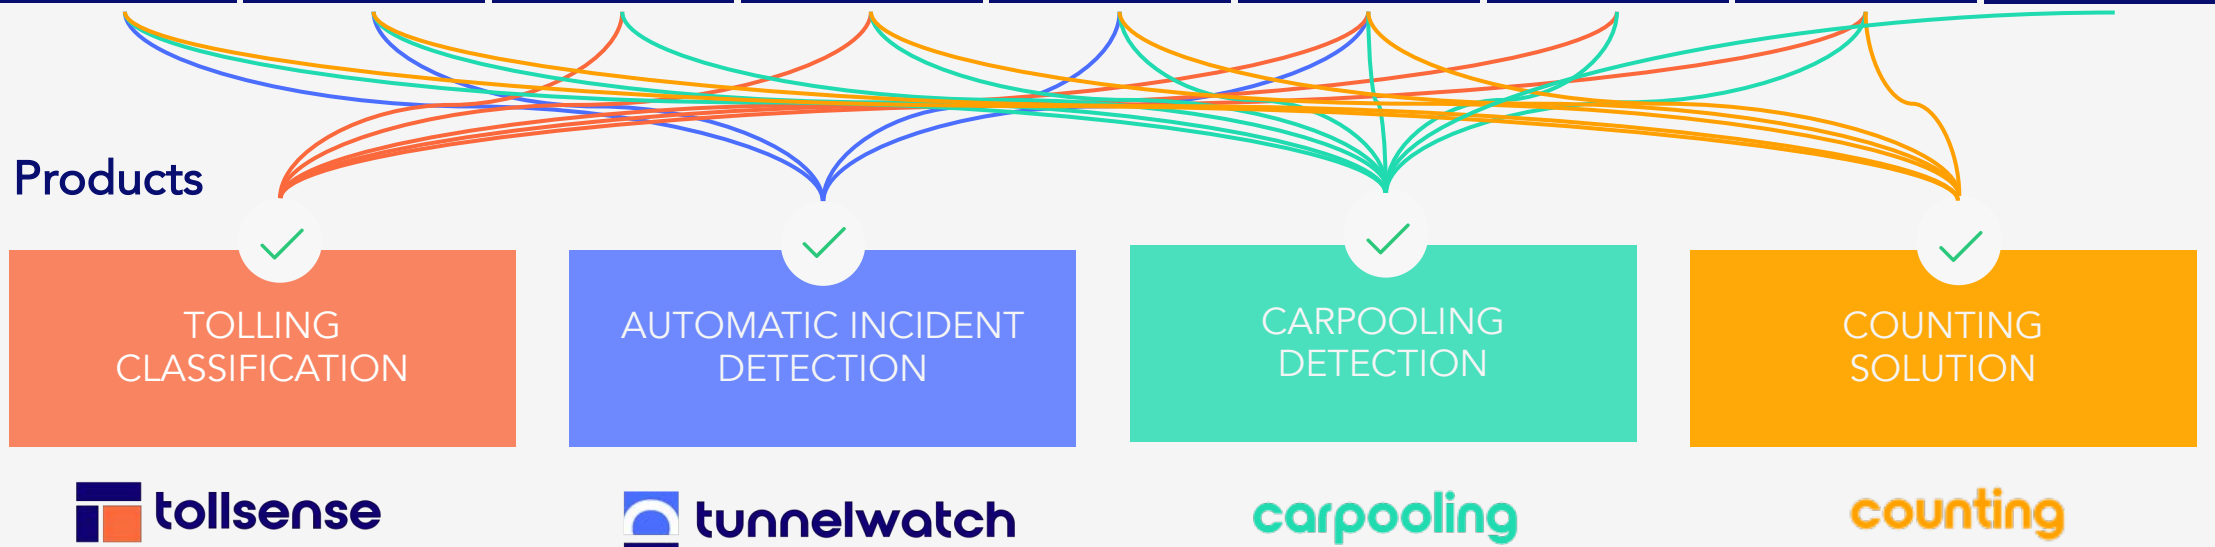 Products
TOLLING
CLASSIFICATION
AUTOMATIC INCIDENT
DETECTION
CARPOOLING
DETECTION
COUNTING
SOLUTION
tollsense
tunnelwatch
carpooling
counting